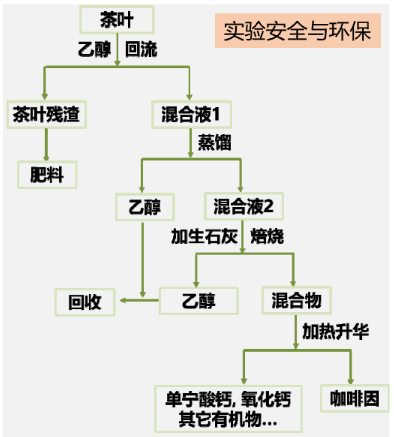 茶叶
实验安全与环保
乙醇 回流
茶叶残渣
混合液1
蒸馏
肥料
乙醇
混合液2
加生石灰 焙烧
回收
乙醇
混合物
加热升华
单宁酸钙, 氧化钙
其它有机物...
咖啡因